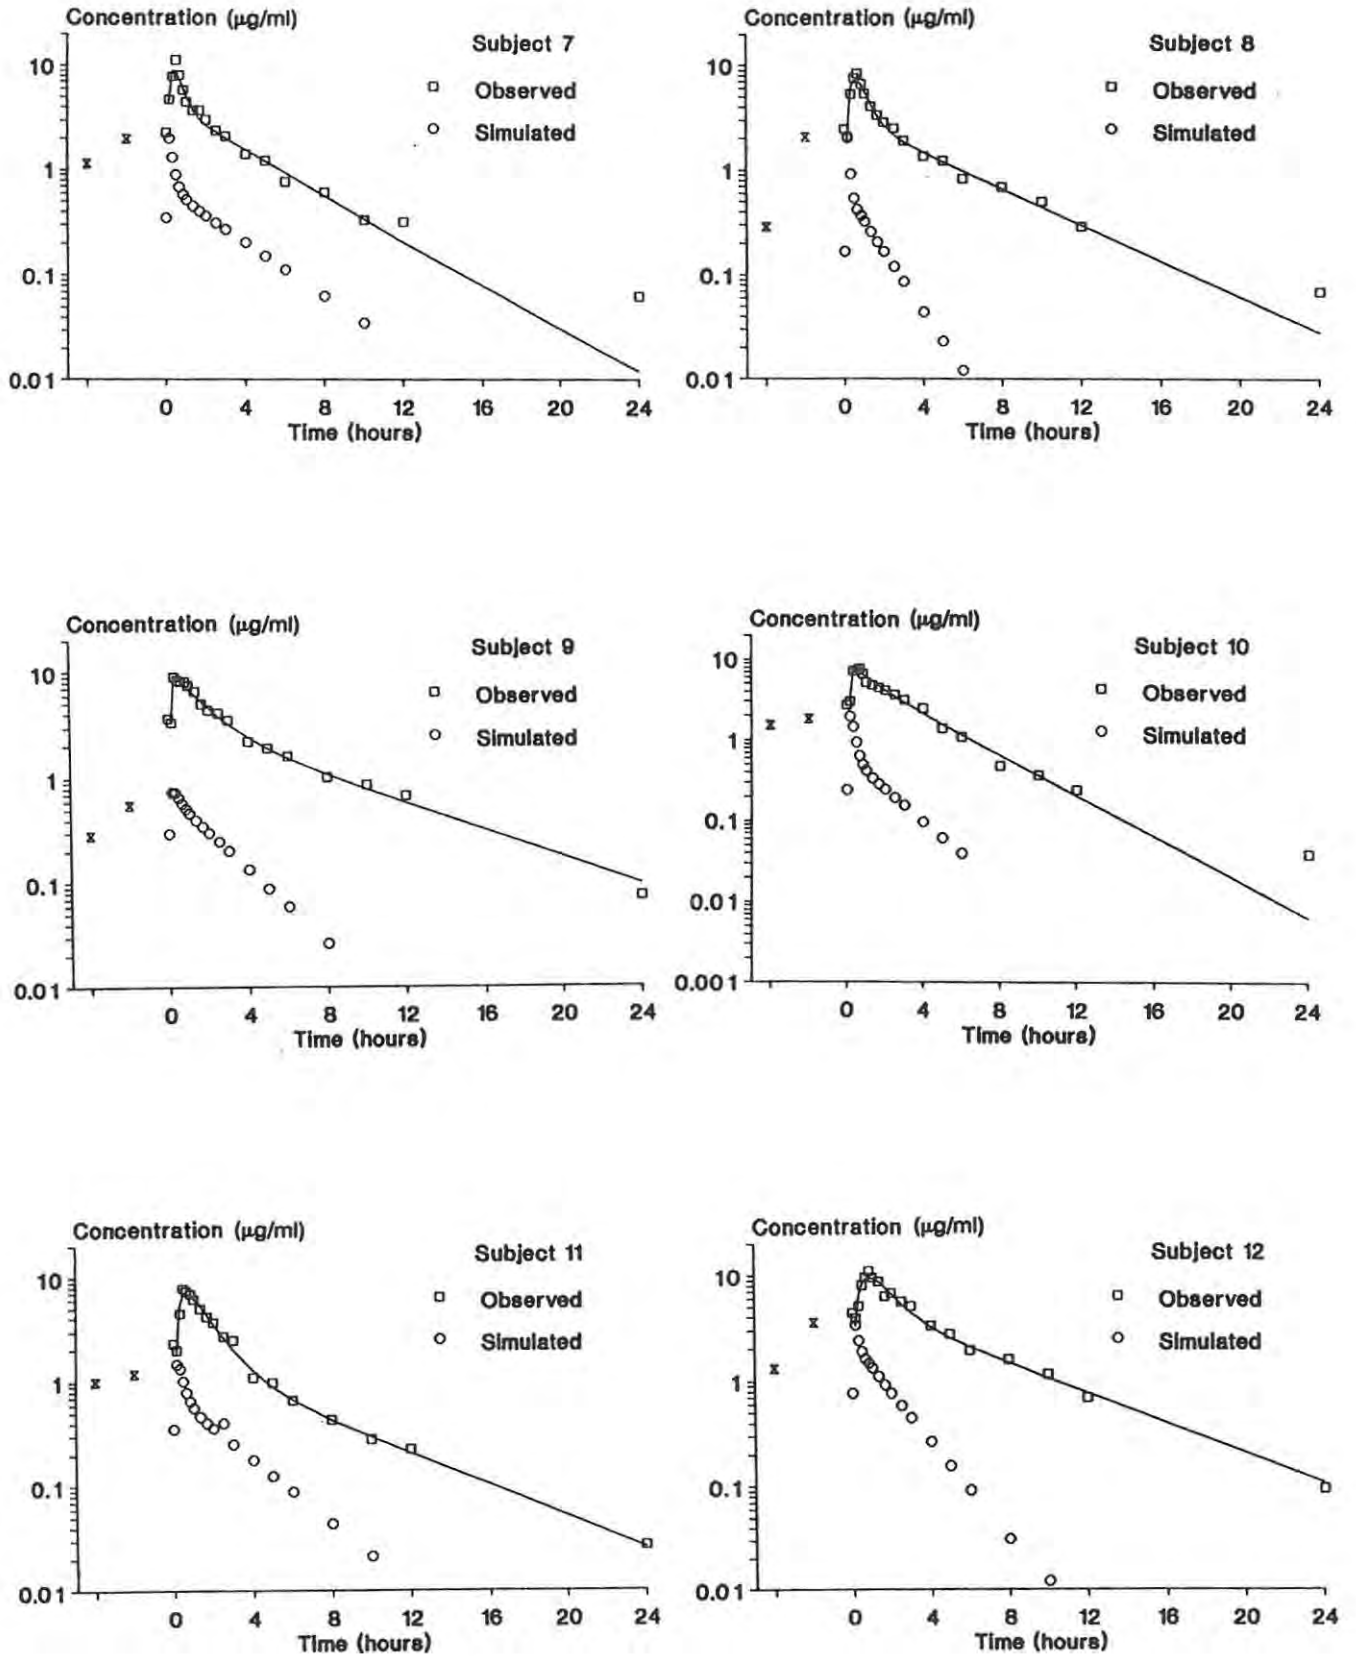 Concentration (μg/ml)
Subject 7
10
Observed
Simulated
1
0.1
0.01
0 4 8 12 16 20 24
Time (hours)
Concentration (μg/ml)
Subject 8
10
Observed
Simulated
1
0.1
0.01
0 4 8 12 16 20 24
Time (hours)
Concentration (μg/ml)
Subject 9
10
Observed
Simulated
1
0.1
0.01
0 4 8 12 16 20 24
Time (hours)
Concentration (μg/ml)
Subject 10
10
Observed
Simulated
1
0.1
0.01
0.001
0 4 8 12 16 20 24
Time (hours)
Concentration (μg/ml)
Subject 11
10
Observed
Simulated
1
0.1
0.01
0 4 8 12 16 20 24
Time (hours)
Concentration (μg/ml)
Subject 12
10
Observed
Simulated
1
0.1
0.01
0 4 8 12 16 20 24
Time (hours)